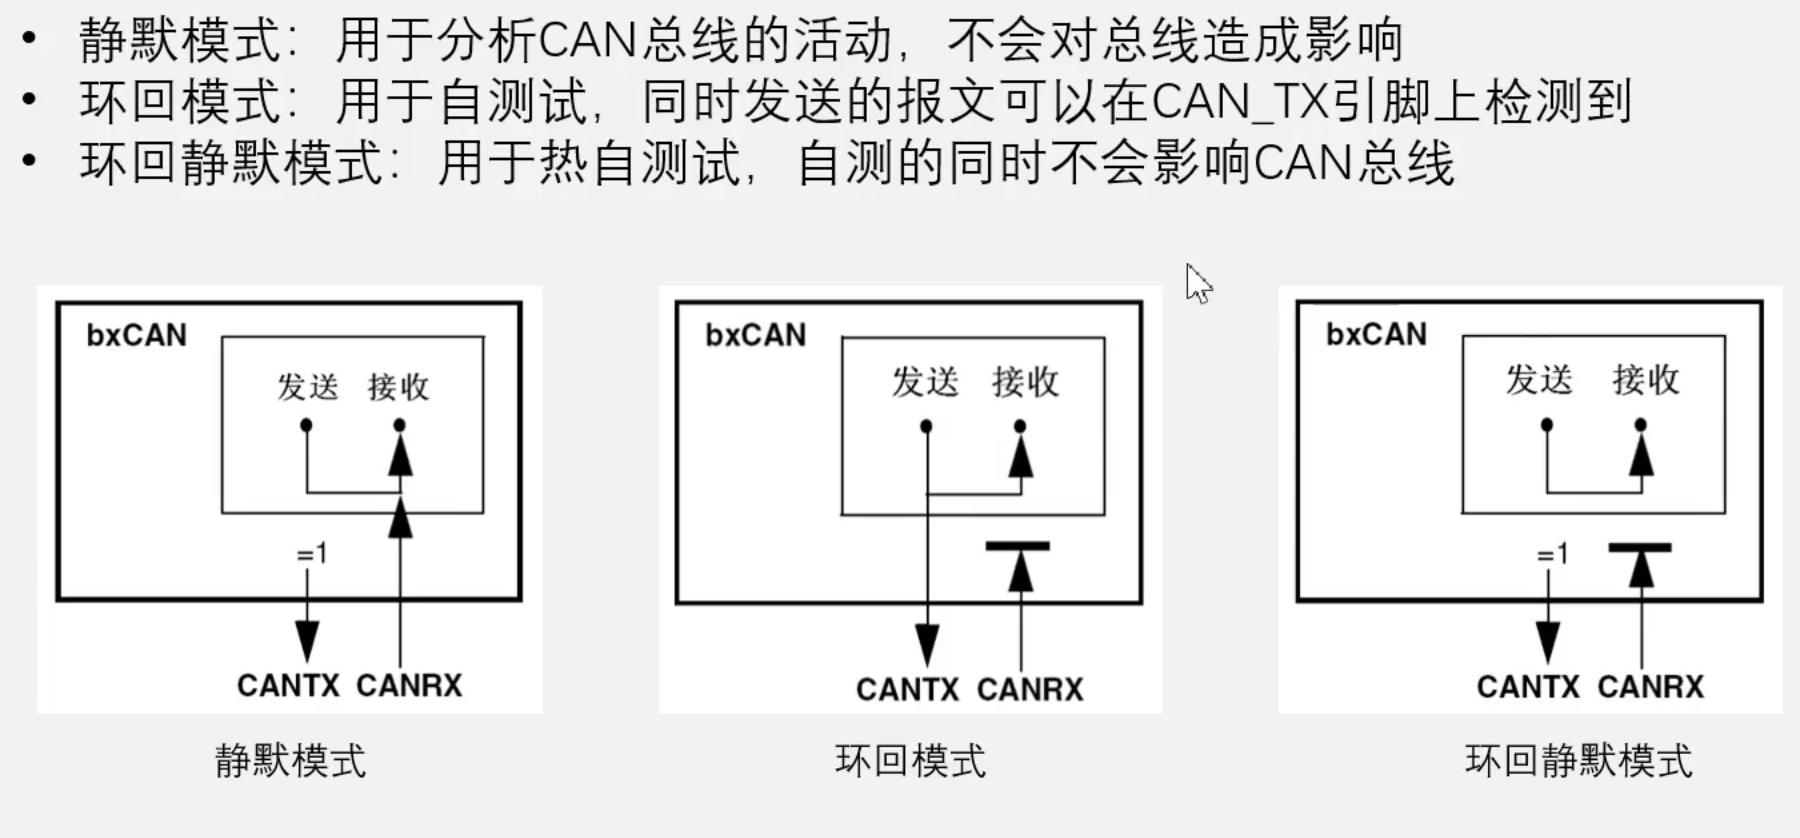 • 静默模式：用于分析CAN总线的活动，不会对总线造成影响
• 环回模式：用于自测试，同时发送的报文可以在CAN_TX引脚上检测到
• 环回静默模式：用于热自测试，自测的同时不会影响CAN总线
bxCAN
发送 接收
=1
CANTX CANRX
静默模式
bxCAN
发送 接收
CANTX CANRX
环回模式
bxCAN
发送 接收
=1
CANTX CANRX
环回静默模式